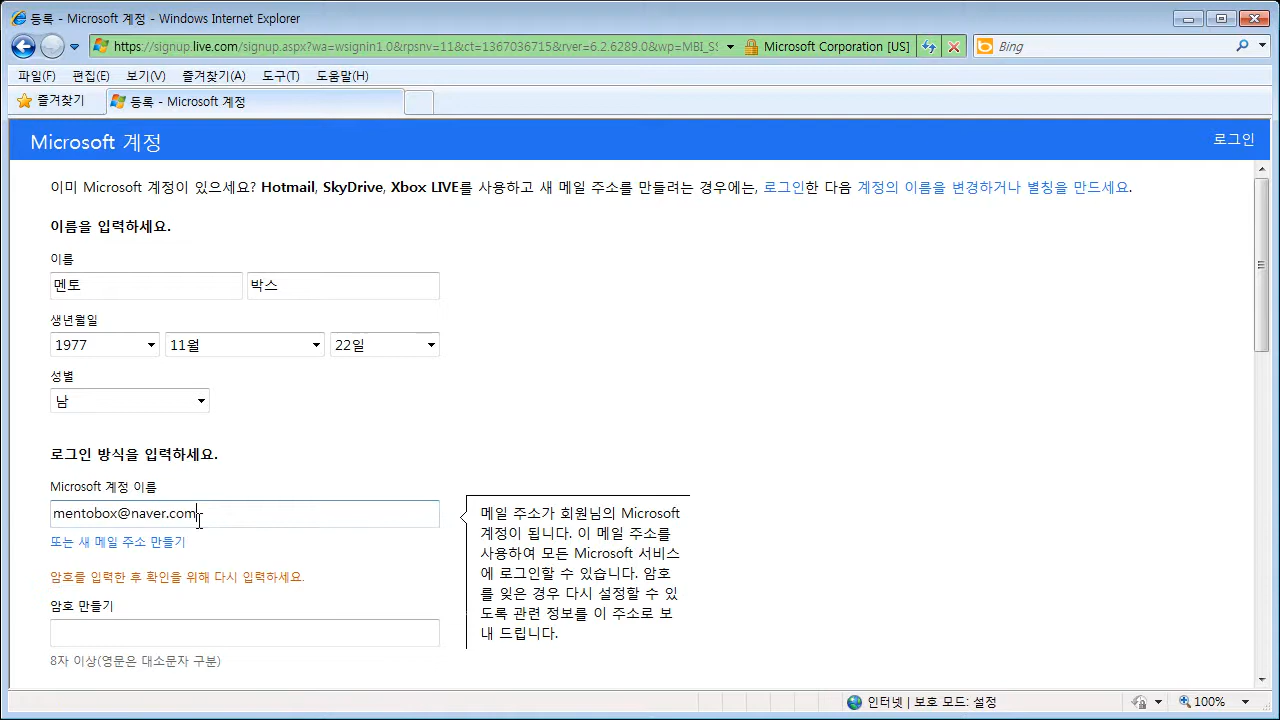 등록 - Microsoft 계정 - Windows Internet Explorer
https://signup.live.com/signup.aspx?wa=wsignin1.0&rpsnv=11&ct=1367036715&rver=6.2.6289.0&wp=MBI_SS
Microsoft Corporation [US]
Bing
파일(F) 편집(E) 보기(V) 즐겨찾기(A) 도구(T) 도움말(H)
즐겨찾기
등록 - Microsoft 계정
Microsoft 계정
로그인
이미 Microsoft 계정이 있으세요? Hotmail, SkyDrive, Xbox LIVE를 사용하고 새 메일 주소를 만들려는 경우에는, 로그인한 다음 계정의 이름을 변경하거나 별칭을 만드세요.
이름을 입력하세요.
이름
멘토 박스
생년월일
1977 11월 22일
성별
남
로그인 방식을 입력하세요.
Microsoft 계정 이름
mentobox@naver.com
또는 새 메일 주소 만들기
메일 주소가 회원님의 Microsoft
계정이 됩니다. 이 메일 주소를
사용하여 모든 Microsoft 서비스
에 로그인할 수 있습니다. 암호
를 잊은 경우 다시 설정할 수 있
도록 관련 정보를 이 주소로 보
내 드립니다.
암호를 입력한 후 확인을 위해 다시 입력하세요.
암호 만들기
8자 이상(영문은 대소문자 구분)
인터넷 | 보호 모드: 설정
100%